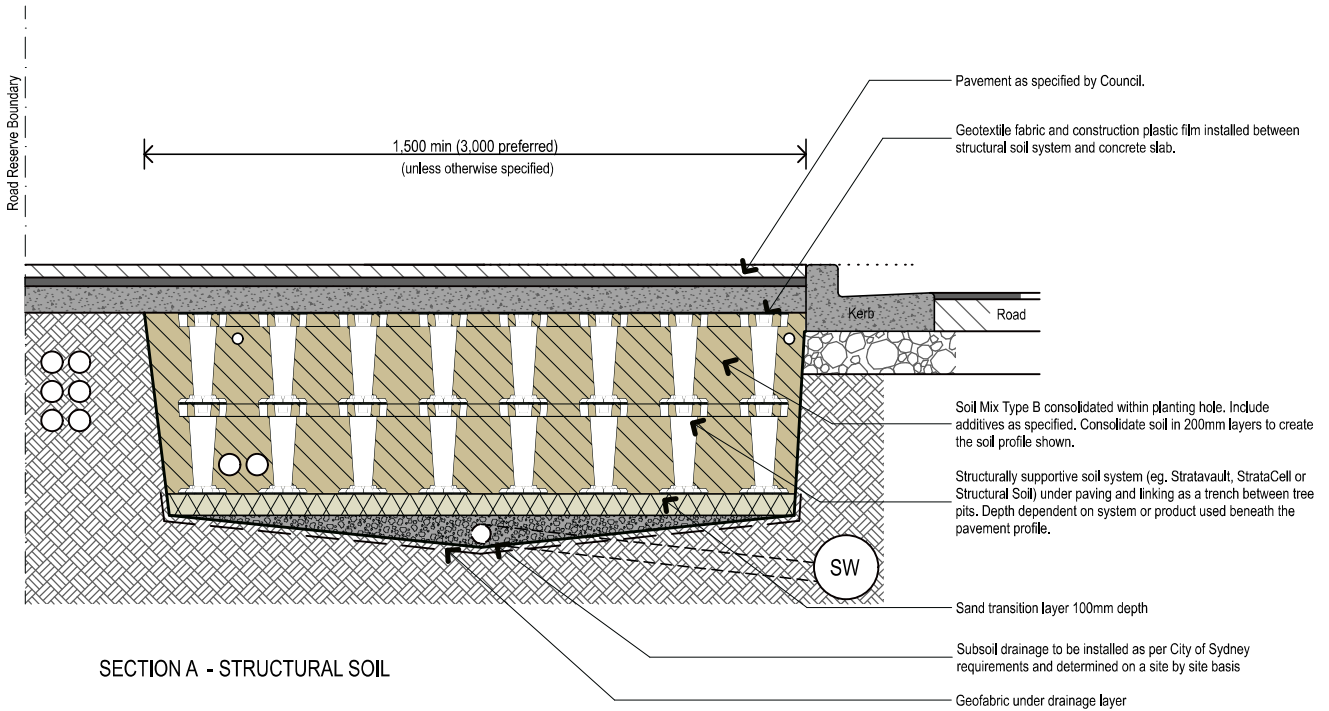 Road Reserve Boundary
Pavement as specified by Council.
Geotextile fabric and construction plastic film installed between
structural soil system and concrete slab.
1,500 min (3,000 preferred)
(unless otherwise specified)
Kerb
Road
Soil Mix Type B consolidated within planting hole. Include
additives as specified. Consolidate soil in 200mm layers to create
the soil profile shown.
Structurally supportive soil system (eg. Stratavault, StrataCell or
Structural Soil) under paving and linking as a trench between tree
pits. Depth dependent on system or product used beneath the
pavement profile.
SW
Sand transition layer 100mm depth
Subsoil drainage to be installed as per City of Sydney
requirements and determined on a site by site basis
Geofabric under drainage layer
SECTION A - STRUCTURAL SOIL